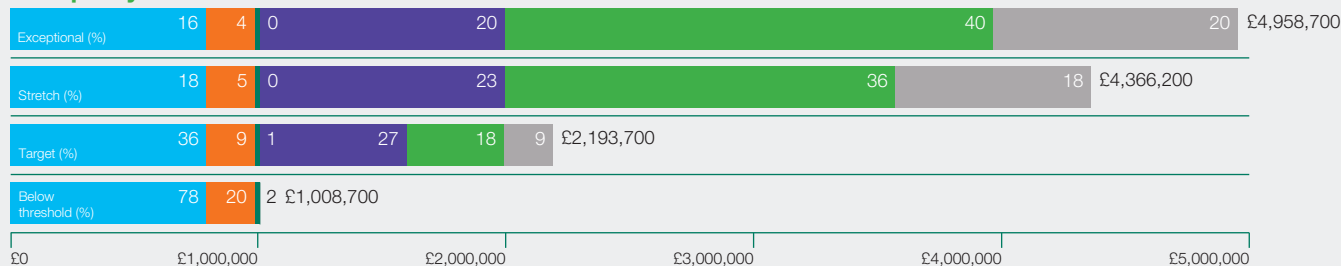 16 4 0 20 40 20 £4,958,700
Exceptional (%)
18 5 0 23 36 18 £4,366,200
Stretch (%)
36 9 1 27 18 9 £2,193,700
Target (%)
Below 78 20 2 £1,008,700
threshold (%)
£0 £1,000,000 £2,000,000 £3,000,000 £4,000,000 £5,000,000